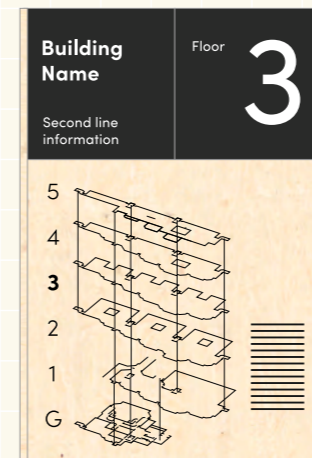 Building
Name
Second line
information
Floor
3
5
4
3
2
1
G